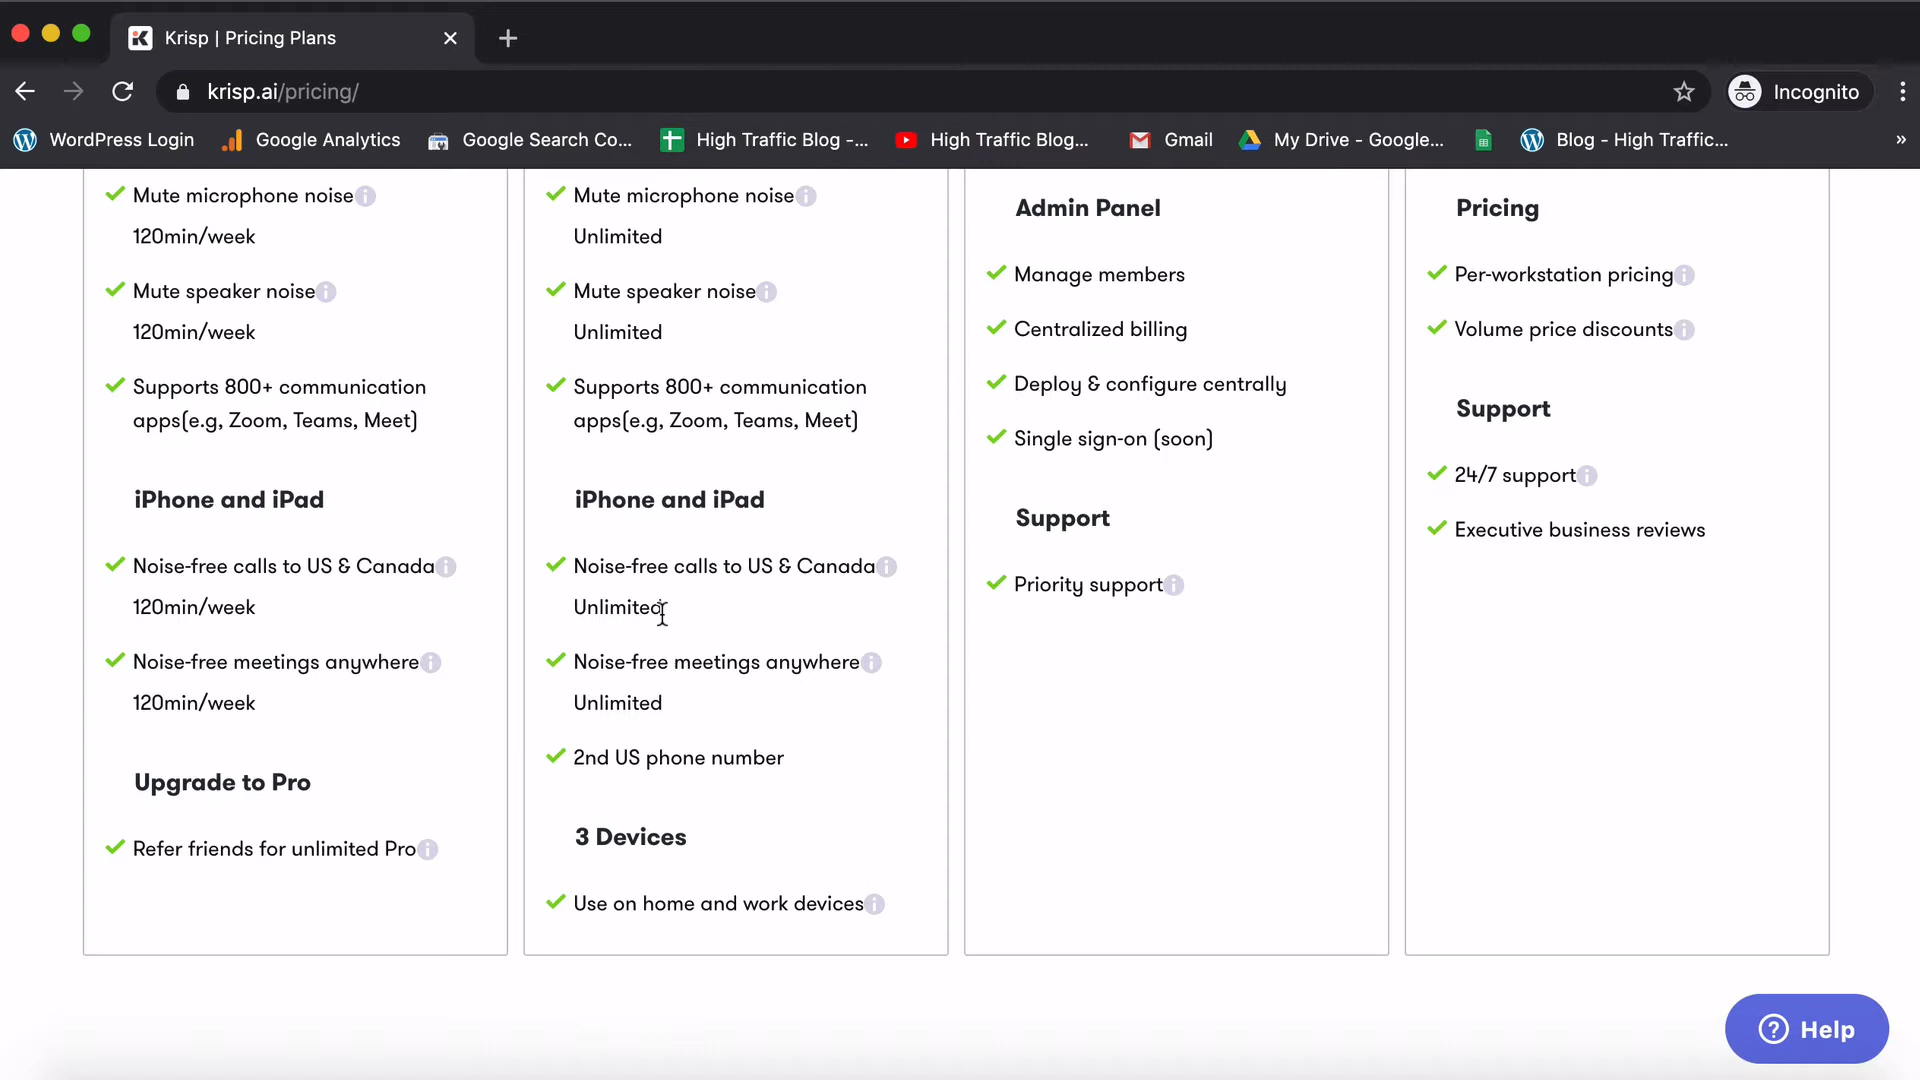 Krisp | Pricing Plans
krisp.ai/pricing/
Incognito
WordPress Login
Google Analytics
Google Search Co...
High Traffic Blog -...
High Traffic Blog...
Gmail
My Drive - Google...
Blog - High Traffic...
»
Mute microphone noise
120min/week
Mute speaker noise
120min/week
Supports 800+ communication
apps(e.g, Zoom, Teams, Meet)
iPhone and iPad
Noise-free calls to US & Canada
120min/week
Noise-free meetings anywhere
120min/week
Upgrade to Pro
Refer friends for unlimited Pro
Mute microphone noise
Unlimited
Mute speaker noise
Unlimited
Supports 800+ communication
apps(e.g, Zoom, Teams, Meet)
iPhone and iPad
Noise-free calls to US & Canada
Unlimited
Noise-free meetings anywhere
Unlimited
2nd US phone number
3 Devices
Use on home and work devices
Admin Panel
Manage members
Centralized billing
Deploy & configure centrally
Single sign-on (soon)
Support
Priority support
Pricing
Per-workstation pricing
Volume price discounts
Support
24/7 support
Executive business reviews
Help